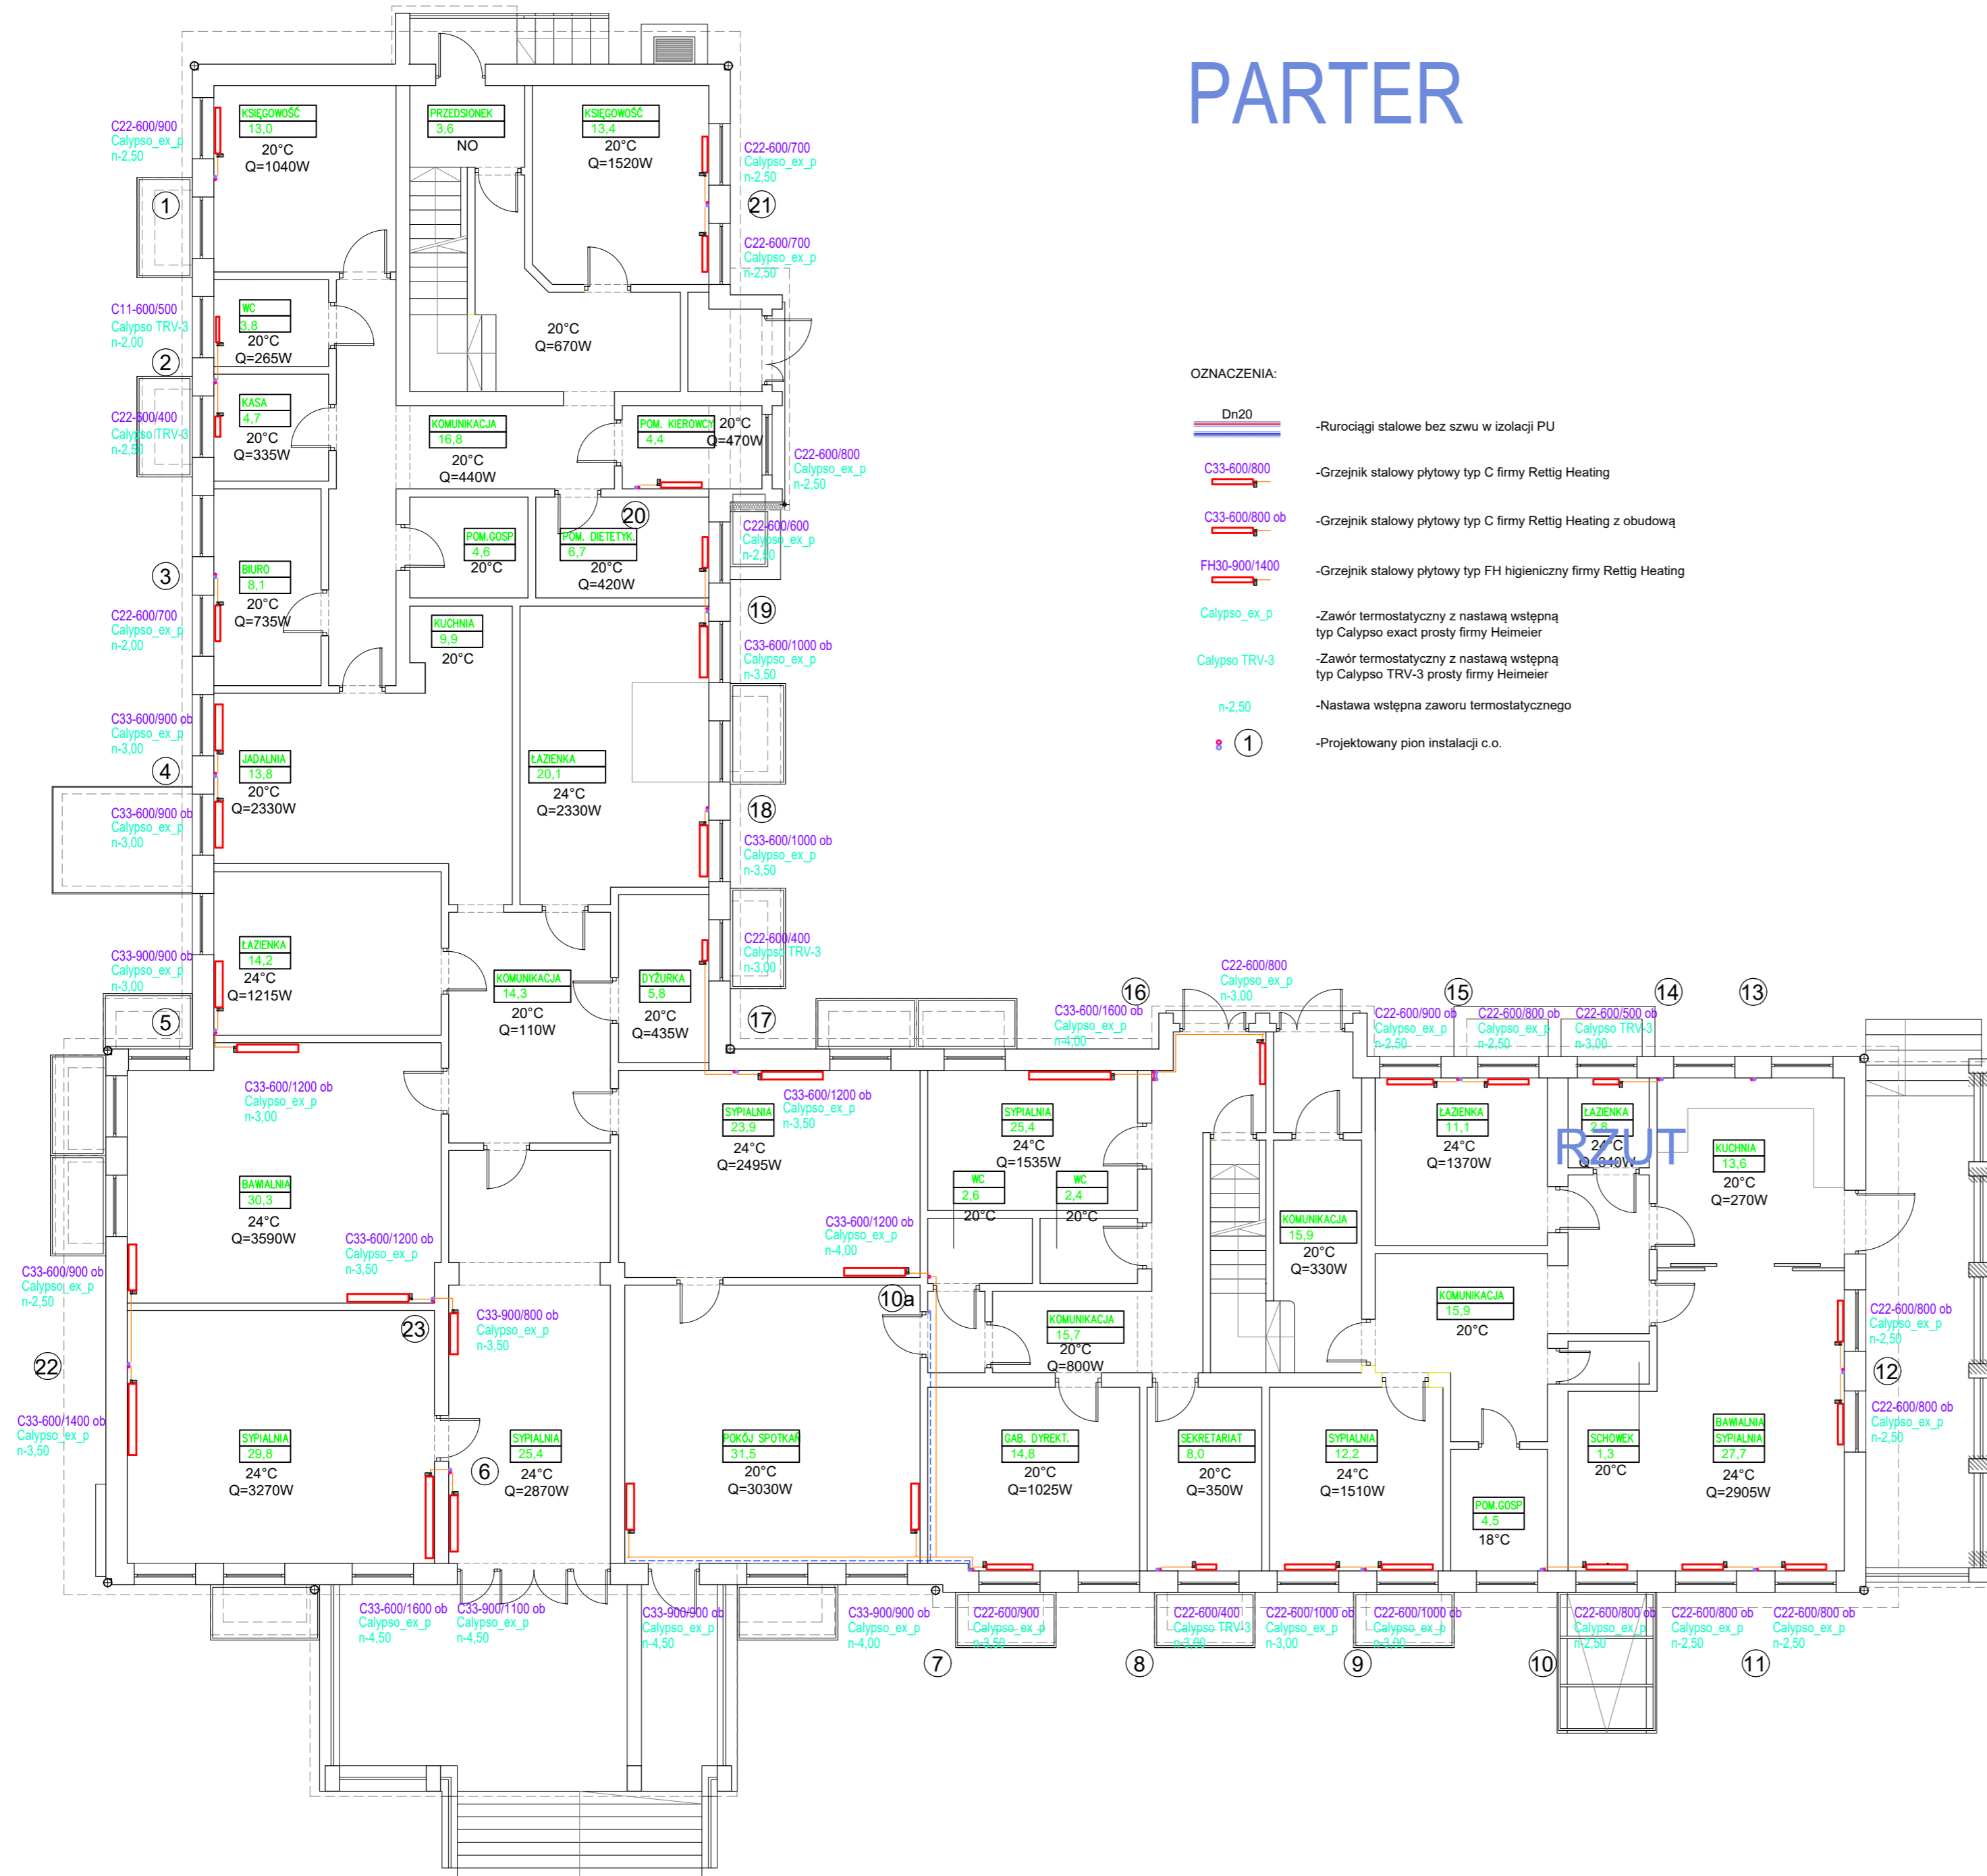 PARTER
KSIĘGOWOŚĆ
13,0
20°C
Q=1040W
PRZEDSIONEK
3,6
NO
KSIĘGOWOŚĆ
13,4
20°C
Q=1520W
C22-600/900
Calypso_ex_p
n-2,50
C22-600/700
Calypso_ex_p
n-2,50
1
21
C22-600/700
Calypso_ex_p
n-2,50
C11-600/500
Calypso TRV-3
n-2,00
WC
3,8
20°C
Q=265W
20°C
Q=670W
2
C22-600/400
Calypso TRV-3
n-2,50
KASA
4,7
20°C
Q=335W
KOMUNIKACJA
16,8
20°C
Q=440W
POM. KIEROWCY
4,4
20°C
Q=470W
C22-600/800
Calypso_ex_p
n-2,50
20
POM.GOSP
4,6
20°C
POM. DIETETYK.
6,7
20°C
Q=420W
C22-600/600
Calypso_ex_p
n-2,50
3
BIURO
8,1
20°C
Q=735W
C22-600/700
Calypso_ex_p
n-2,00
19
KUCHNIA
9,9
20°C
C33-600/1000 ob
Calypso_ex_p
n-3,50
C33-600/900 ob
Calypso_ex_p
n-3,00
4
JADALNIA
13,8
20°C
Q=2330W
ŁAZIENKA
20,1
24°C
Q=2330W
18
C33-600/900 ob
Calypso_ex_p
n-3,00
C33-600/1000 ob
Calypso_ex_p
n-3,50
OZNACZENIA:
Dn20
-Rurociągi stalowe bez szwu w izolacji PU
C33-600/800
-Grzejnik stalowy płytowy typ C firmy Rettig Heating
C33-600/800 ob
-Grzejnik stalowy płytowy typ C firmy Rettig Heating z obudową
FH30-900/1400
-Grzejnik stalowy płytowy typ FH higieniczny firmy Rettig Heating
Calypso_ex_p
-Zawór termostatyczny z nastawą wstępną
typ Calypso exact prosty firmy Heimeier
Calypso TRV-3
-Zawór termostatyczny z nastawą wstępną
typ Calypso TRV-3 prosty firmy Heimeier
n-2,50
-Nastawa wstępna zaworu termostatycznego
1
-Projektowany pion instalacji c.o.
C33-900/900 ob
Calypso_ex_p
n-3,00
5
ŁAZIENKA
14,2
24°C
Q=1215W
KOMUNIKACJA
14,3
20°C
Q=110W
DYŻURKA
5,8
20°C
Q=435W
C22-600/400
Calypso TRV-3
n-3,00
17
C33-600/1200 ob
Calypso_ex_p
n-3,00
C33-600/1200 ob
Calypso_ex_p
n-3,50
C33-600/1600 ob
Calypso_ex_p
n-4,00
16
C22-600/800
Calypso_ex_p
n-3,00
15
C22-600/900 ob
Calypso_ex_p
n-2,50
C22-600/800 ob
Calypso_ex_p
n-2,50
C22-600/500 ob
Calypso TRV-3
n-3,00
14
13
SYPIALNIA
23,9
24°C
Q=2495W
SYPIALNIA
25,4
24°C
Q=1535W
WC
2,6
20°C
WC
2,4
20°C
ŁAZIENKA
11,1
24°C
Q=1370W
ŁAZIENKA
2,8
24°C
Q=340W
RZUT
KUCHNIA
13,6
20°C
Q=270W
BAWIALNIA
30,3
24°C
Q=3590W
KOMUNIKACJA
15,9
20°C
Q=330W
C33-600/1200 ob
Calypso_ex_p
n-3,50
C33-600/1200 ob
Calypso_ex_p
n-4,00
C33-600/900 ob
Calypso_ex_p
n-2,50
23
C33-900/800 ob
Calypso_ex_p
n-3,50
10a
KOMUNIKACJA
15,7
20°C
Q=800W
KOMUNIKACJA
15,9
20°C
C22-600/800 ob
Calypso_ex_p
n-2,50
22
12
C33-600/1400 ob
Calypso_ex_p
n-3,50
C22-600/800 ob
Calypso_ex_p
n-2,50
SYPIALNIA
29,8
24°C
Q=3270W
6
SYPIALNIA
25,4
24°C
Q=2870W
POKÓJ SPOTKAŃ
31,5
20°C
Q=3030W
GAB. DYREKT.
14,8
20°C
Q=1025W
SEKRETARIAT
8,0
20°C
Q=350W
SYPIALNIA
12,2
24°C
Q=1510W
POM.GOSP
4,5
18°C
SCHOWEK
1,3
20°C
BAWIALNIA
SYPIALNIA
27,7
24°C
Q=2905W
C33-600/1600 ob
Calypso_ex_p
n-4,50
C33-900/1100 ob
Calypso_ex_p
n-4,50
C33-900/900 ob
Calypso_ex_p
n-4,50
C33-900/900 ob
Calypso_ex_p
n-4,00
C22-600/900
Calypso_ex_p
n-3,50
C22-600/400
Calypso TRV-3
n-3,00
C22-600/1000 ob
Calypso_ex_p
n-3,00
C22-600/1000 ob
Calypso_ex_p
n-3,00
C22-600/800 ob
Calypso_ex_p
n-2,50
C22-600/800 ob
Calypso_ex_p
n-2,50
C22-600/800 ob
Calypso_ex_p
n-2,50
7
8
9
10
11